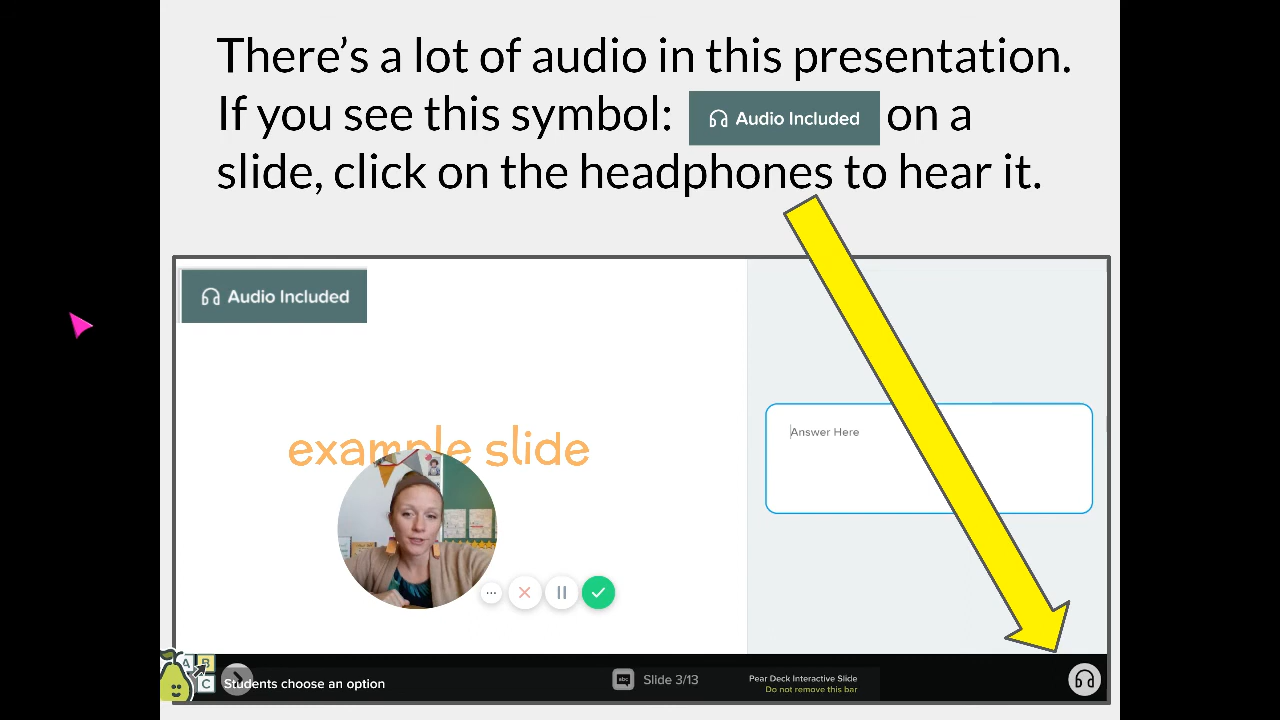 There's a lot of audio in this presentation.
If you see this symbol: Audio Included on a
slide, click on the headphones to hear it.
Audio Included
example slide
Answer Here
A B
C
Students choose an option
abc
Slide 3/13
Pear Deck Interactive Slide
Do not remove this bar